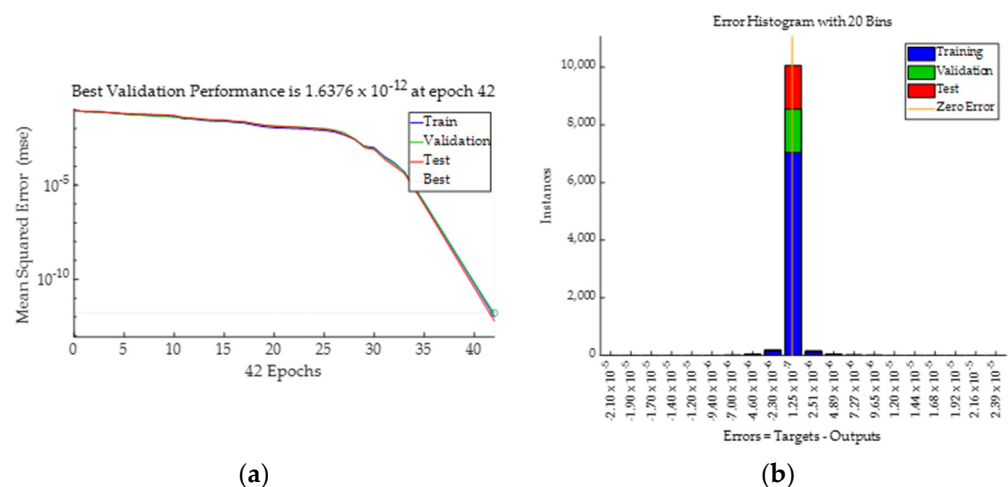 Best Validation Performance is 1.6376 x 10⁻¹² at epoch 42
Mean Squared Error (mse)
10⁻⁵
10⁻¹⁰
Train
Validation
Test
Best
0 5 10 15 20 25 30 35 40
42 Epochs
(a)
Error Histogram with 20 Bins
Instances
10,000
8,000
6,000
4,000
2,000
0
Training
Validation
Test
Zero Error
-2.10 x 10⁻⁵
-1.90 x 10⁻⁵
-1.70 x 10⁻⁵
-1.40 x 10⁻⁵
-1.20 x 10⁻⁵
-9.40 x 10⁻⁶
-7.00 x 10⁻⁶
-4.60 x 10⁻⁶
-2.30 x 10⁻⁶
1.25 x 10⁻⁷
2.51 x 10⁻⁶
4.89 x 10⁻⁶
7.27 x 10⁻⁶
9.65 x 10⁻⁶
1.20 x 10⁻⁵
1.44 x 10⁻⁵
1.68 x 10⁻⁵
1.92 x 10⁻⁵
2.16 x 10⁻⁵
2.39 x 10⁻⁵
Errors = Targets - Outputs
(b)